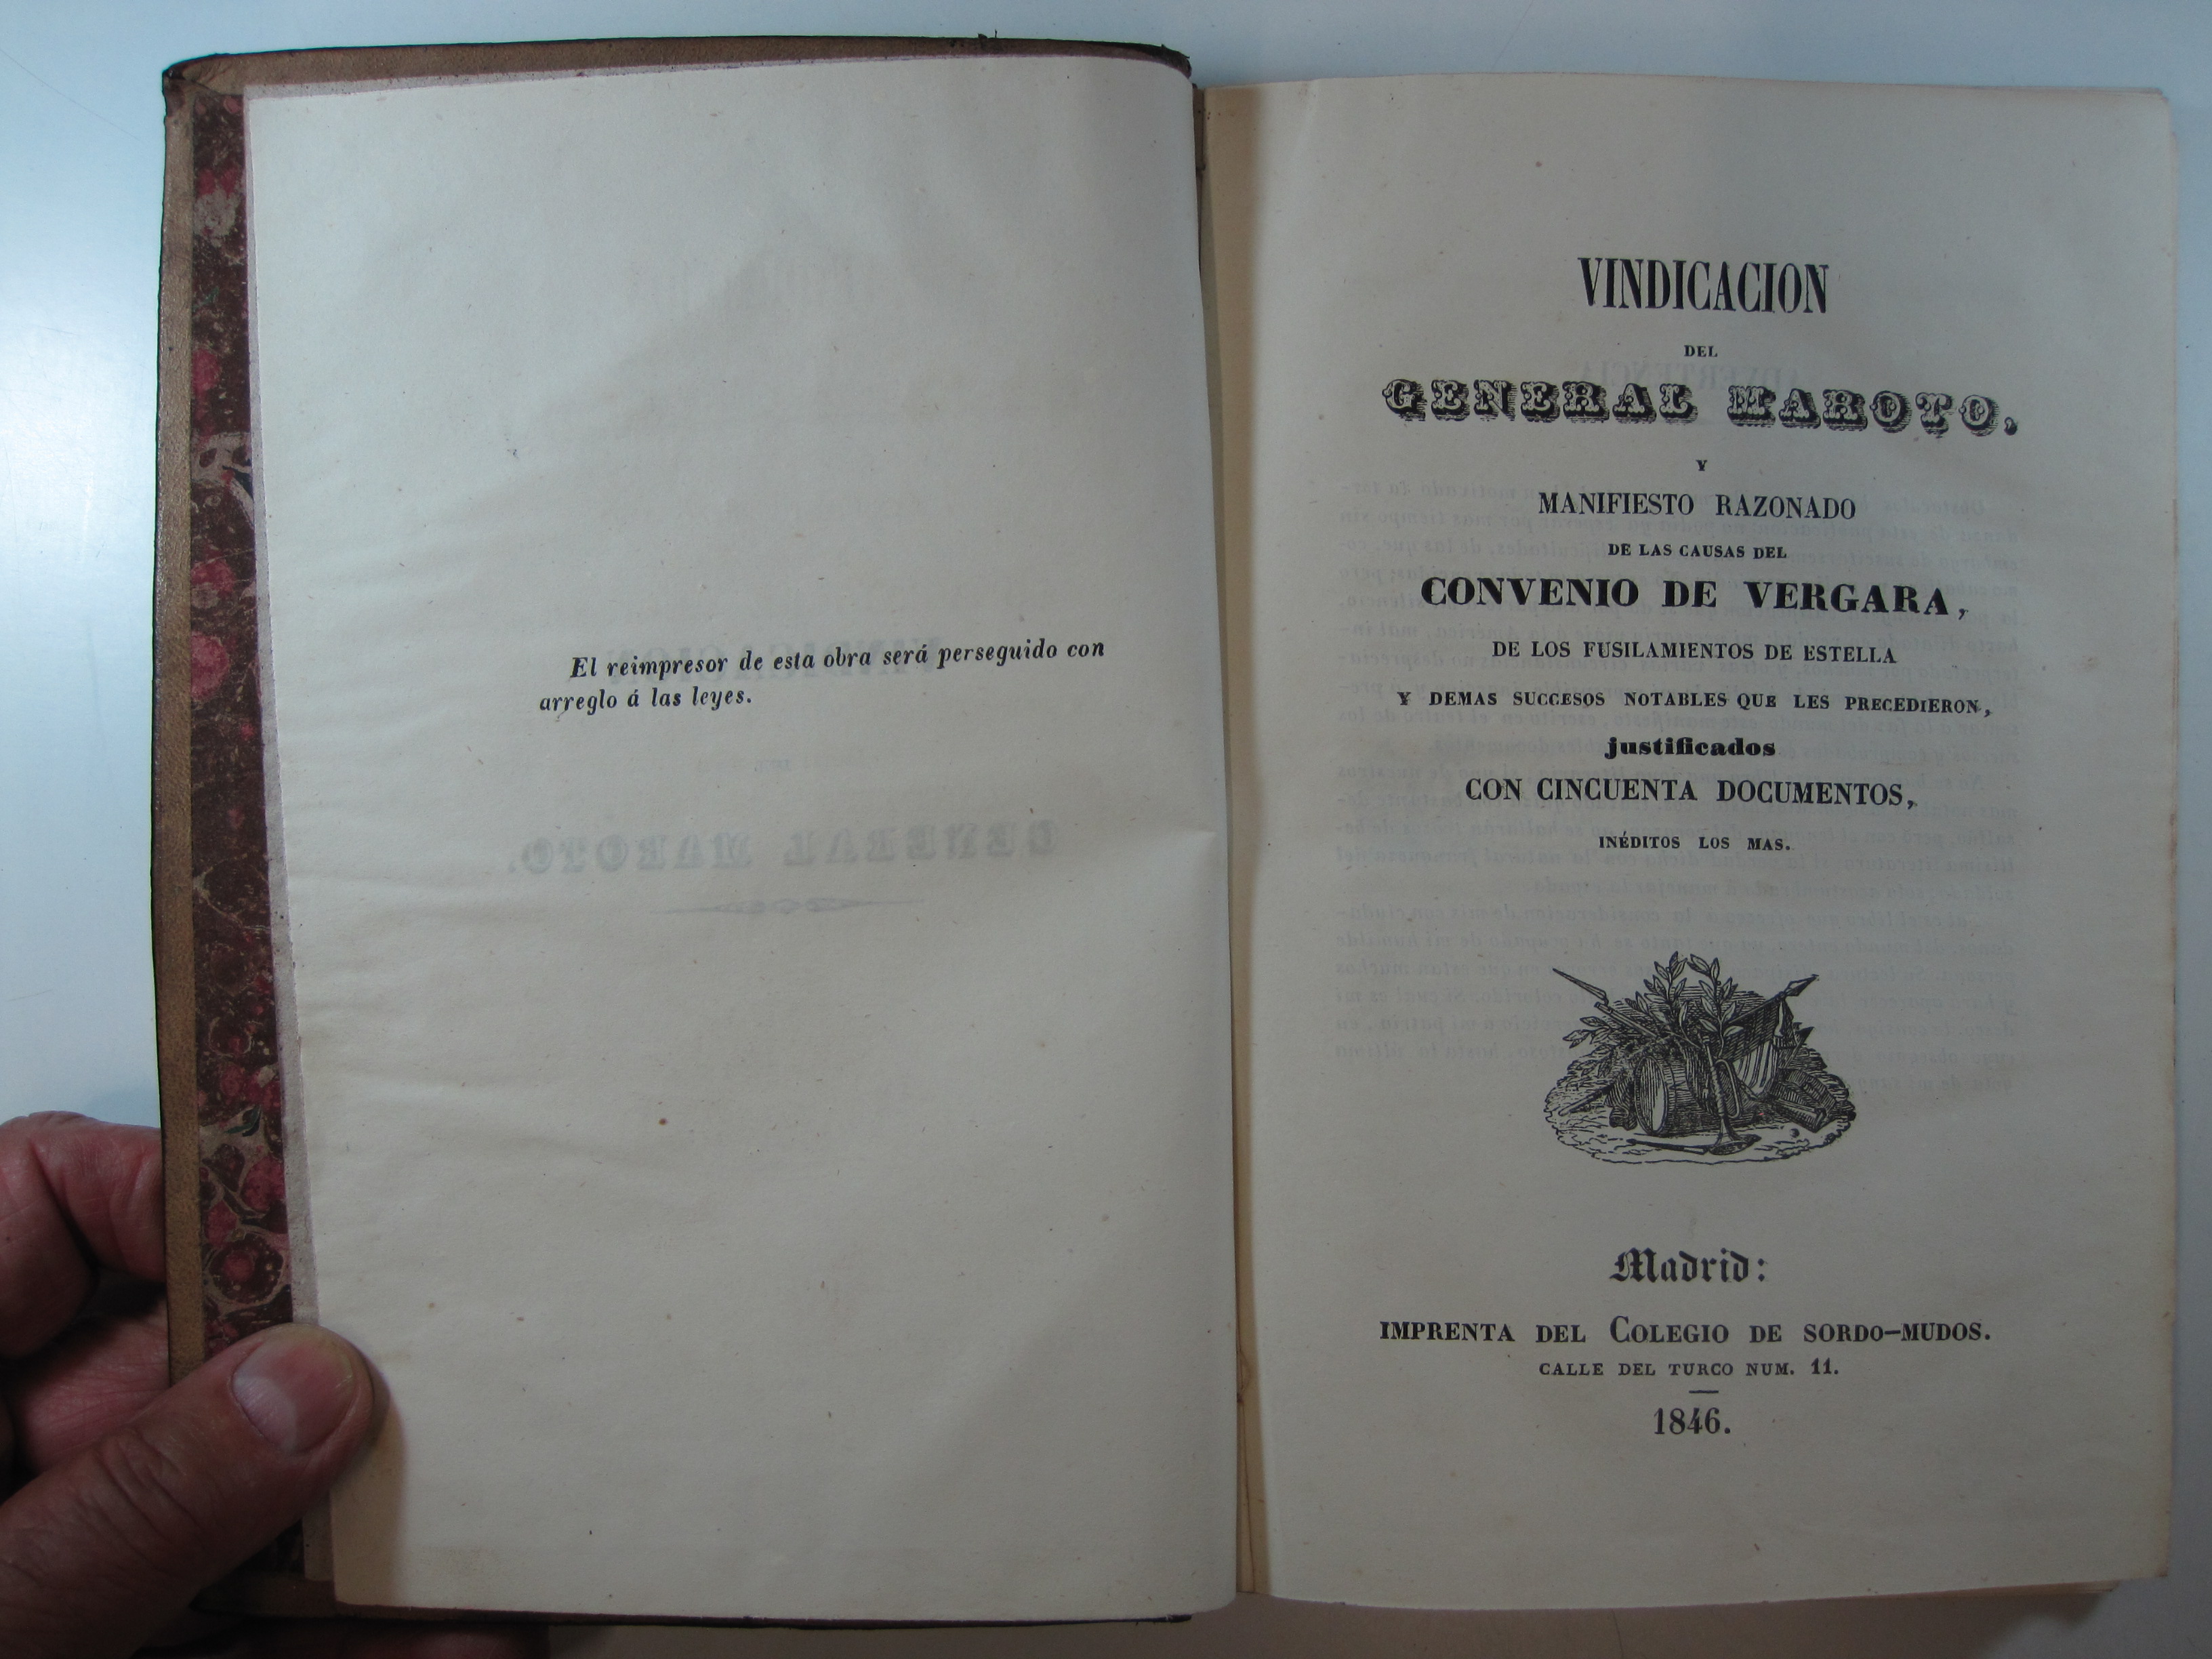 El reimpresor de esta obra será perseguido con
arreglo á las leyes.
VINDICACION
DEL
GENERAL MAROTO,
Y
MANIFIESTO RAZONADO
DE LAS CAUSAS DEL
CONVENIO DE VERGARA,
DE LOS FUSILAMIENTOS DE ESTELLA
Y DEMAS SUCCESOS NOTABLES QUE LES PRECEDIERON,
justificados
CON CINCUENTA DOCUMENTOS,
INÉDITOS LOS MAS.
Madrid:
IMPRENTA DEL COLEGIO DE SORDO-MUDOS.
CALLE DEL TURCO NUM. 11.
1846.